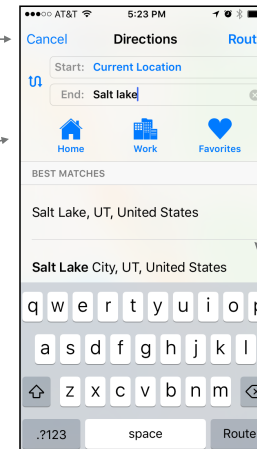 AT&T 5:23 PM
Cancel Directions Rout
Start: Current Location
End: Salt lake
Home Work Favorites
BEST MATCHES
Salt Lake, UT, United States
Salt Lake City, UT, United States
q w e r t y u i o p
a s d f g h j k l
z x c v b n m
.?123 space Route